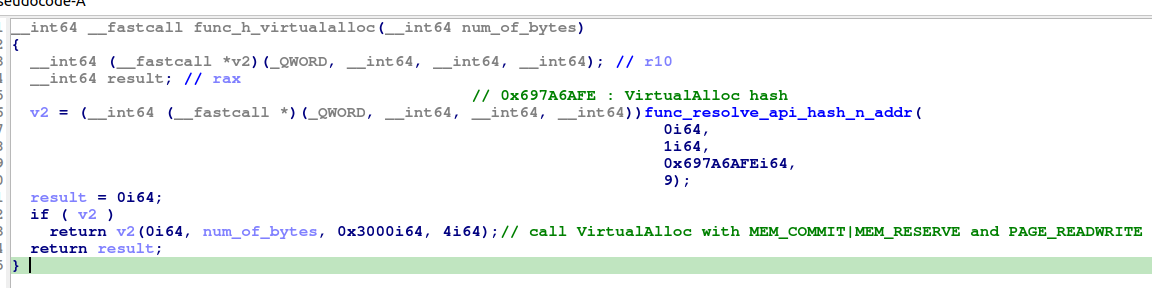 seudocode-A
__int64 __fastcall func_h_virtualalloc(__int64 num_of_bytes)
{
__int64 (__fastcall *v2)(_QWORD, __int64, __int64, __int64); // r10
__int64 result; // rax
// 0x697A6AFE : VirtualAlloc hash
v2 = (__int64 (__fastcall *)(_QWORD, __int64, __int64, __int64))func_resolve_api_hash_n_addr(
0i64,
1i64,
0x697A6AFEi64,
9);
result = 0i64;
if ( v2 )
return v2(0i64, num_of_bytes, 0x3000i64, 4i64);// call VirtualAlloc with MEM_COMMIT|MEM_RESERVE and PAGE_READWRITE
return result;
}